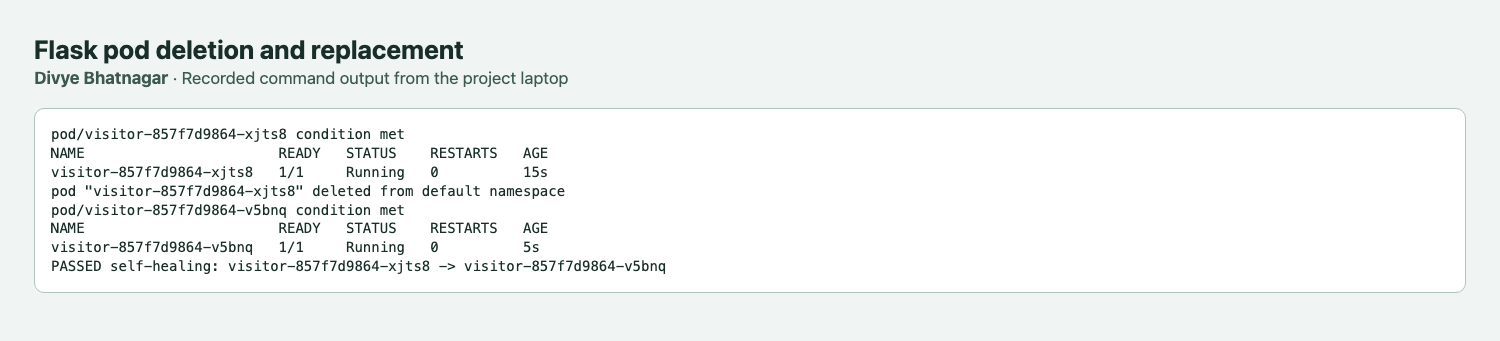 Flask pod deletion and replacement
Divye Bhatnagar · Recorded command output from the project laptop
pod/visitor-857f7d9864-xjts8 condition met
NAME                       READY   STATUS    RESTARTS   AGE
visitor-857f7d9864-xjts8   1/1     Running   0          15s
pod "visitor-857f7d9864-xjts8" deleted from default namespace
pod/visitor-857f7d9864-v5bnq condition met
NAME                       READY   STATUS    RESTARTS   AGE
visitor-857f7d9864-v5bnq   1/1     Running   0          5s
PASSED self-healing: visitor-857f7d9864-xjts8 -> visitor-857f7d9864-v5bnq